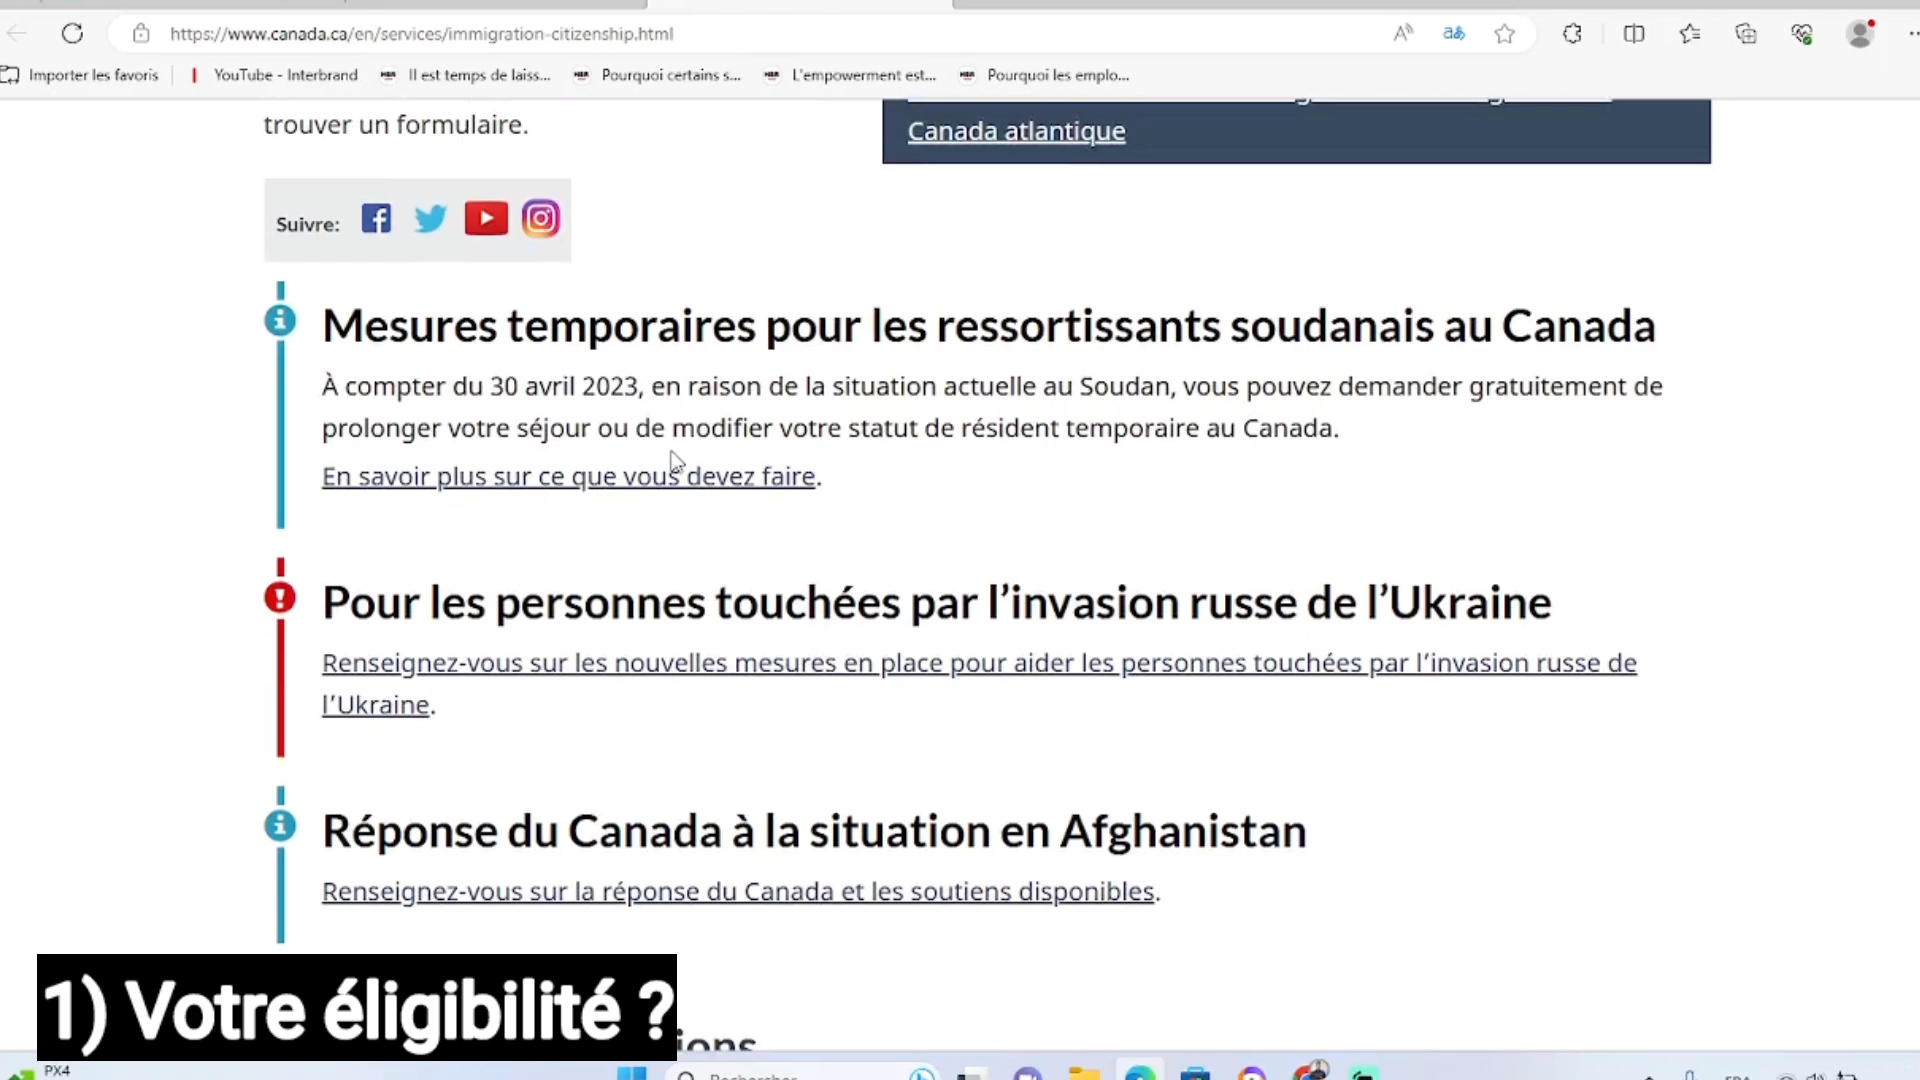 https://www.canada.ca/en/services/immigration-citizenship.html
Importer les favoris
YouTube - Interbrand
Il est temps de laiss...
Pourquoi certains s...
L'empowerment est...
Pourquoi les emplo...
trouver un formulaire.
Canada atlantique
Suivre:
Mesures temporaires pour les ressortissants soudanais au Canada
À compter du 30 avril 2023, en raison de la situation actuelle au Soudan, vous pouvez demander gratuitement de
prolonger votre séjour ou de modifier votre statut de résident temporaire au Canada.
En savoir plus sur ce que vous devez faire.
Pour les personnes touchées par l’invasion russe de l’Ukraine
Renseignez-vous sur les nouvelles mesures en place pour aider les personnes touchées par l’invasion russe de
l’Ukraine.
Réponse du Canada à la situation en Afghanistan
Renseignez-vous sur la réponse du Canada et les soutiens disponibles.
1) Votre éligibilité ?
PX4
Rechercher